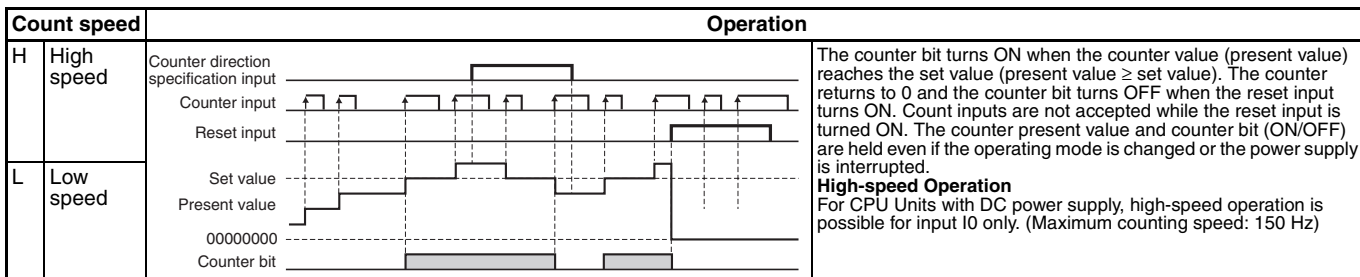 Count speed
Operation
H
High
speed
Counter direction
specification input
Counter input
Reset input
L
Low
speed
Set value
Present value
00000000
Counter bit
The counter bit turns ON when the counter value (present value)
reaches the set value (present value ≥ set value). The counter
returns to 0 and the counter bit turns OFF when the reset input
turns ON. Count inputs are not accepted while the reset input is
turned ON. The counter present value and counter bit (ON/OFF)
are held even if the operating mode is changed or the power supply
is interrupted.
High-speed Operation
For CPU Units with DC power supply, high-speed operation is
possible for input I0 only. (Maximum counting speed: 150 Hz)